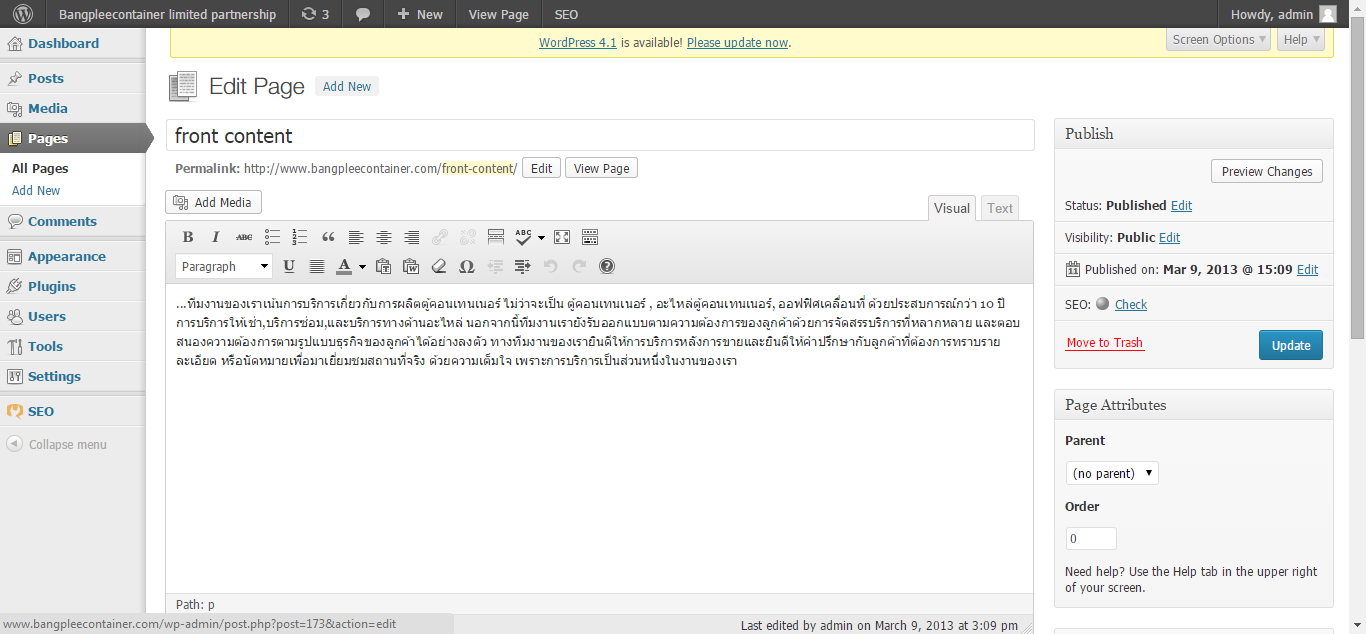 Bangpleecontainer limited partnership 3 New View Page SEO Howdy, admin
WordPress 4.1 is available! Please update now.
Screen Options Help
Dashboard
Posts
Media
Pages
All Pages
Add New
Comments
Appearance
Plugins
Users
Tools
Settings
SEO
Collapse menu
Edit Page Add New
front content
Permalink: http://www.bangpleecontainer.com/front-content/ Edit View Page
Add Media
Visual Text
B I ABC ABC
Paragraph U A Ω
...ทีมงานของเราเน้นการบริการเกี่ยวกับการผลิตตู้คอนเทนเนอร์ ไม่ว่าจะเป็น ตู้คอนเทนเนอร์ , อะไหล่ตู้คอนเทนเนอร์, ออฟฟิศเคลื่อนที่ ด้วยประสบการณ์กว่า 10 ปี
การบริการให้เช่า,บริการซ่อม,และบริการทางด้านอะไหล่ นอกจากนี้ทีมงานเรายังรับออกแบบตามความต้องการของลูกค้าด้วยการจัดสรรบริการที่หลากหลาย และตอบ
สนองความต้องการตามรูปแบบธุรกิจของลูกค้าได้อย่างลงตัว ทางทีมงานของเรายินดีให้การบริการหลังการขายและยินดีให้คำปรึกษากับลูกค้าที่ต้องการทราบราย
ละเอียด หรือนัดหมายเพื่อมาเยี่ยมชมสถานที่จริง ด้วยความเต็มใจ เพราะการบริการเป็นส่วนหนึ่งในงานของเรา
Path: p
Last edited by admin on March 9, 2013 at 3:09 pm
www.bangpleecontainer.com/wp-admin/post.php?post=173&action=edit
Publish
Preview Changes
Status: Published Edit
Visibility: Public Edit
Published on: Mar 9, 2013 @ 15:09 Edit
SEO: Check
Move to Trash Update
Page Attributes
Parent
(no parent)
Order
0
Need help? Use the Help tab in the upper right
of your screen.